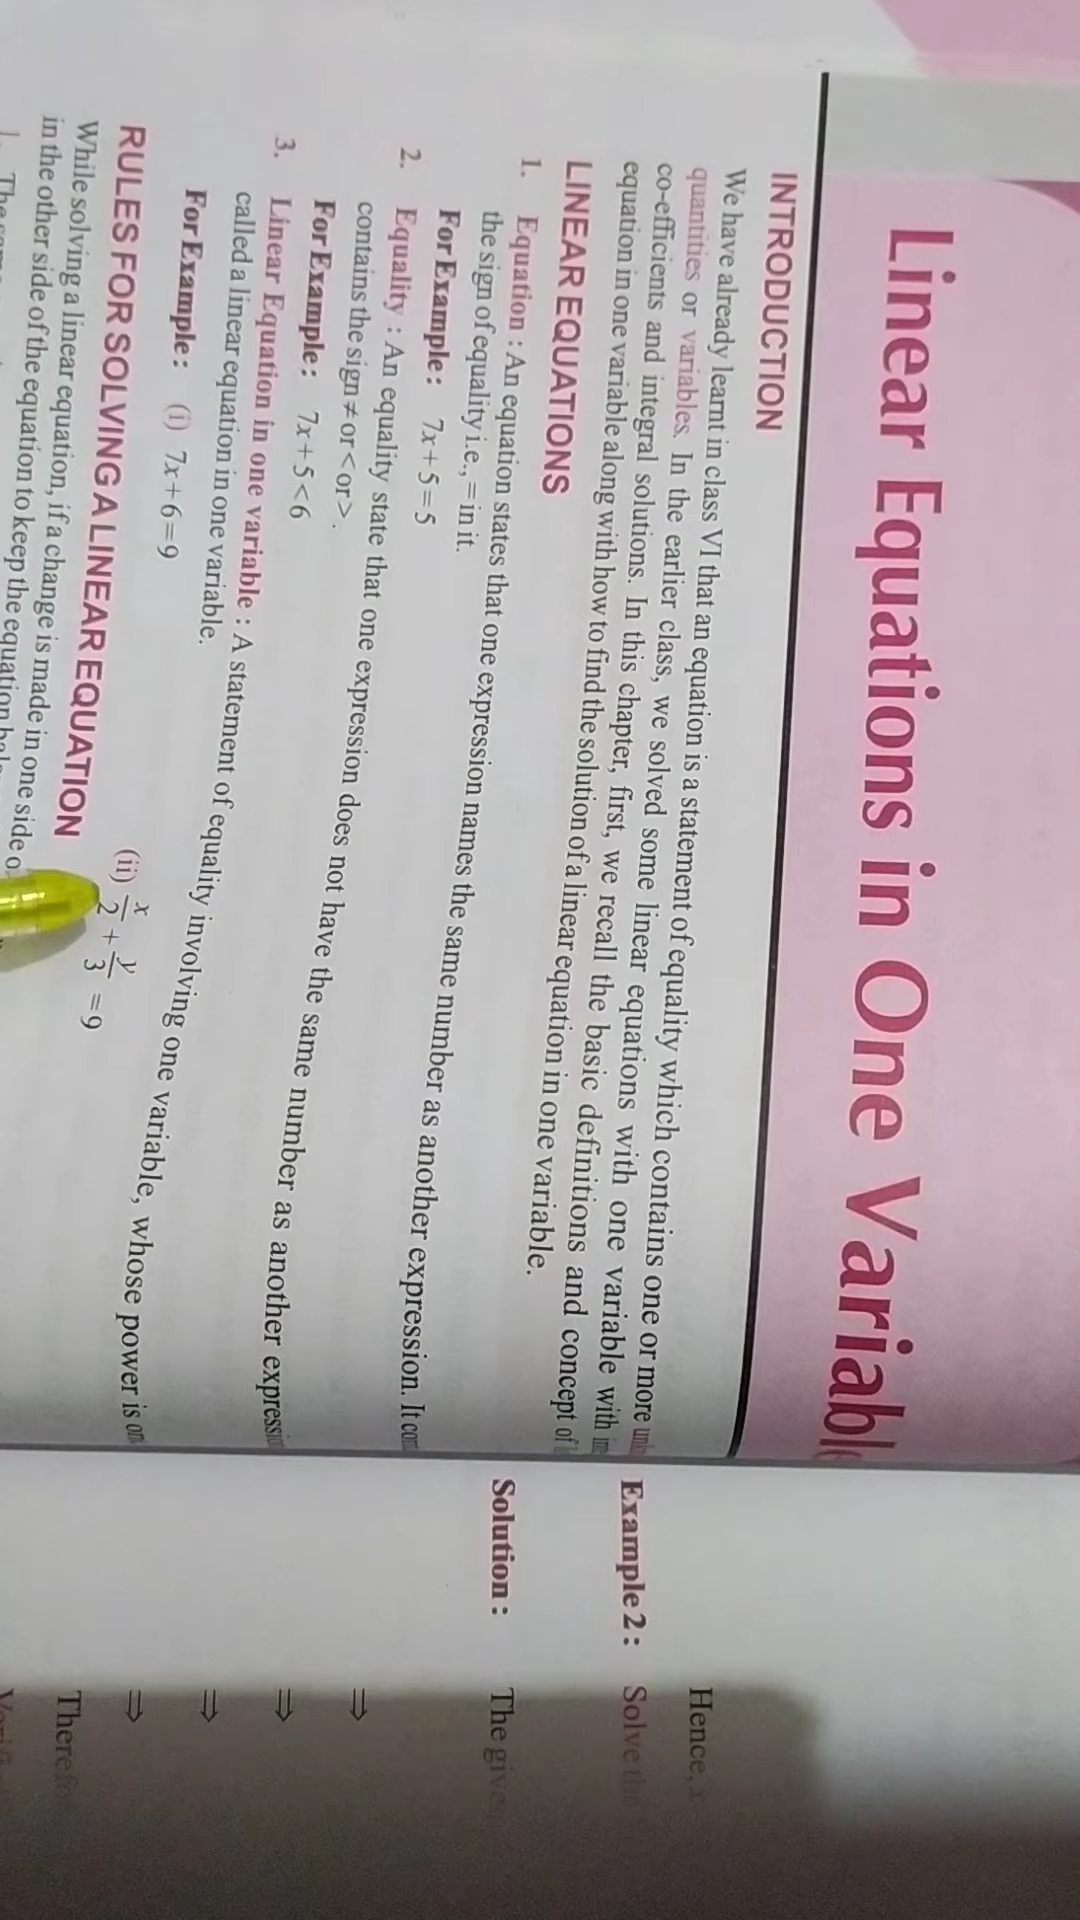 Linear Equations in One Variable
INTRODUCTION
We have already learnt in class VI that an equation is a statement of equality which contains one or more
quantities or variables. In the earlier class, we solved some linear equations with one variable with
co-efficients and integral solutions. In this chapter, first, we recall the basic definitions and concept of
equation in one variable along with how to find the solution of a linear equation in one variable.
LINEAR EQUATIONS
1. Equation : An equation states that one expression names the same number as another expression. It
the sign of equality i.e., = in it.
For Example : 7x + 5 = 5
2. Equality : An equality state that one expression does not have the same number as another expression
contains the sign ≠ or < or >.
For Example : 7x + 5 < 6
3. Linear Equation in one variable : A statement of equality involving one variable, whose power is
called a linear equation in one variable.
For Example : (i) 7x + 6 = 9
(ii) x/2 + y/3 = 9
RULES FOR SOLVING A LINEAR EQUATION
While solving a linear equation, if a change is made in one side
in the other side of the equation to keep the equation
Hence, x
Example 2 : Solve the
Solution : The give
⇒
⇒
⇒
⇒